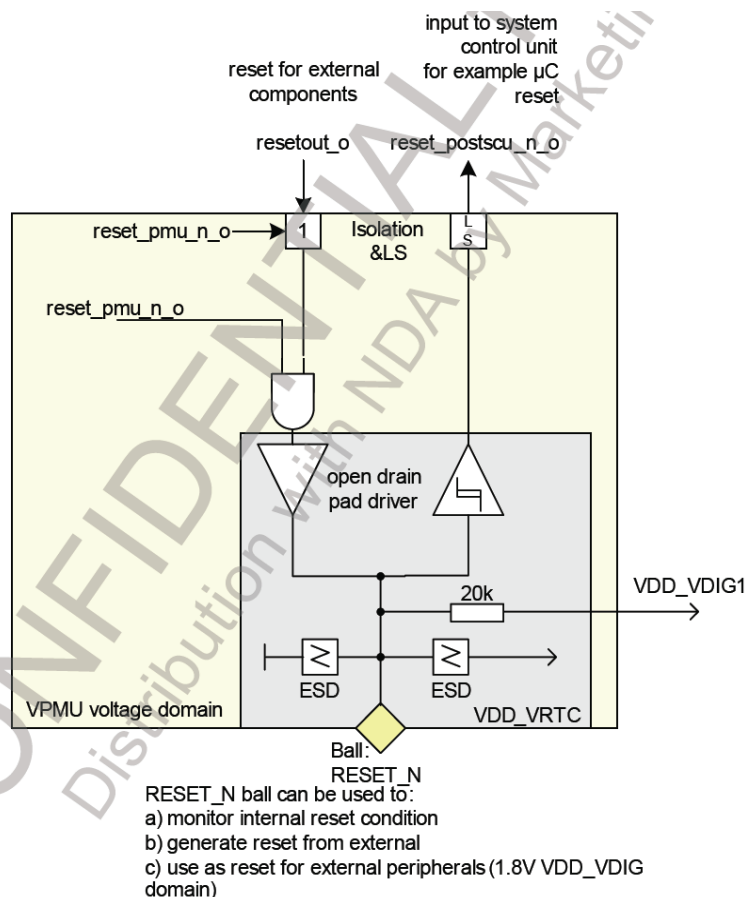 input to system
control unit
for example µC
reset
reset for external
components
resetout_o
reset_postscu_n_o
reset_pmu_n_o
1
Isolation
&LS
L
S
reset_pmu_n_o
open drain
pad driver
20k
VDD_VDIG1
ESD
ESD
VPMU voltage domain
VDD_VRTC
Ball:
RESET_N
RESET_N ball can be used to:
a) monitor internal reset condition
b) generate reset from external
c) use as reset for external peripherals (1.8V VDD_VDIG
domain)
CONFIDENTIAL
Distribution with NDA by Marketin